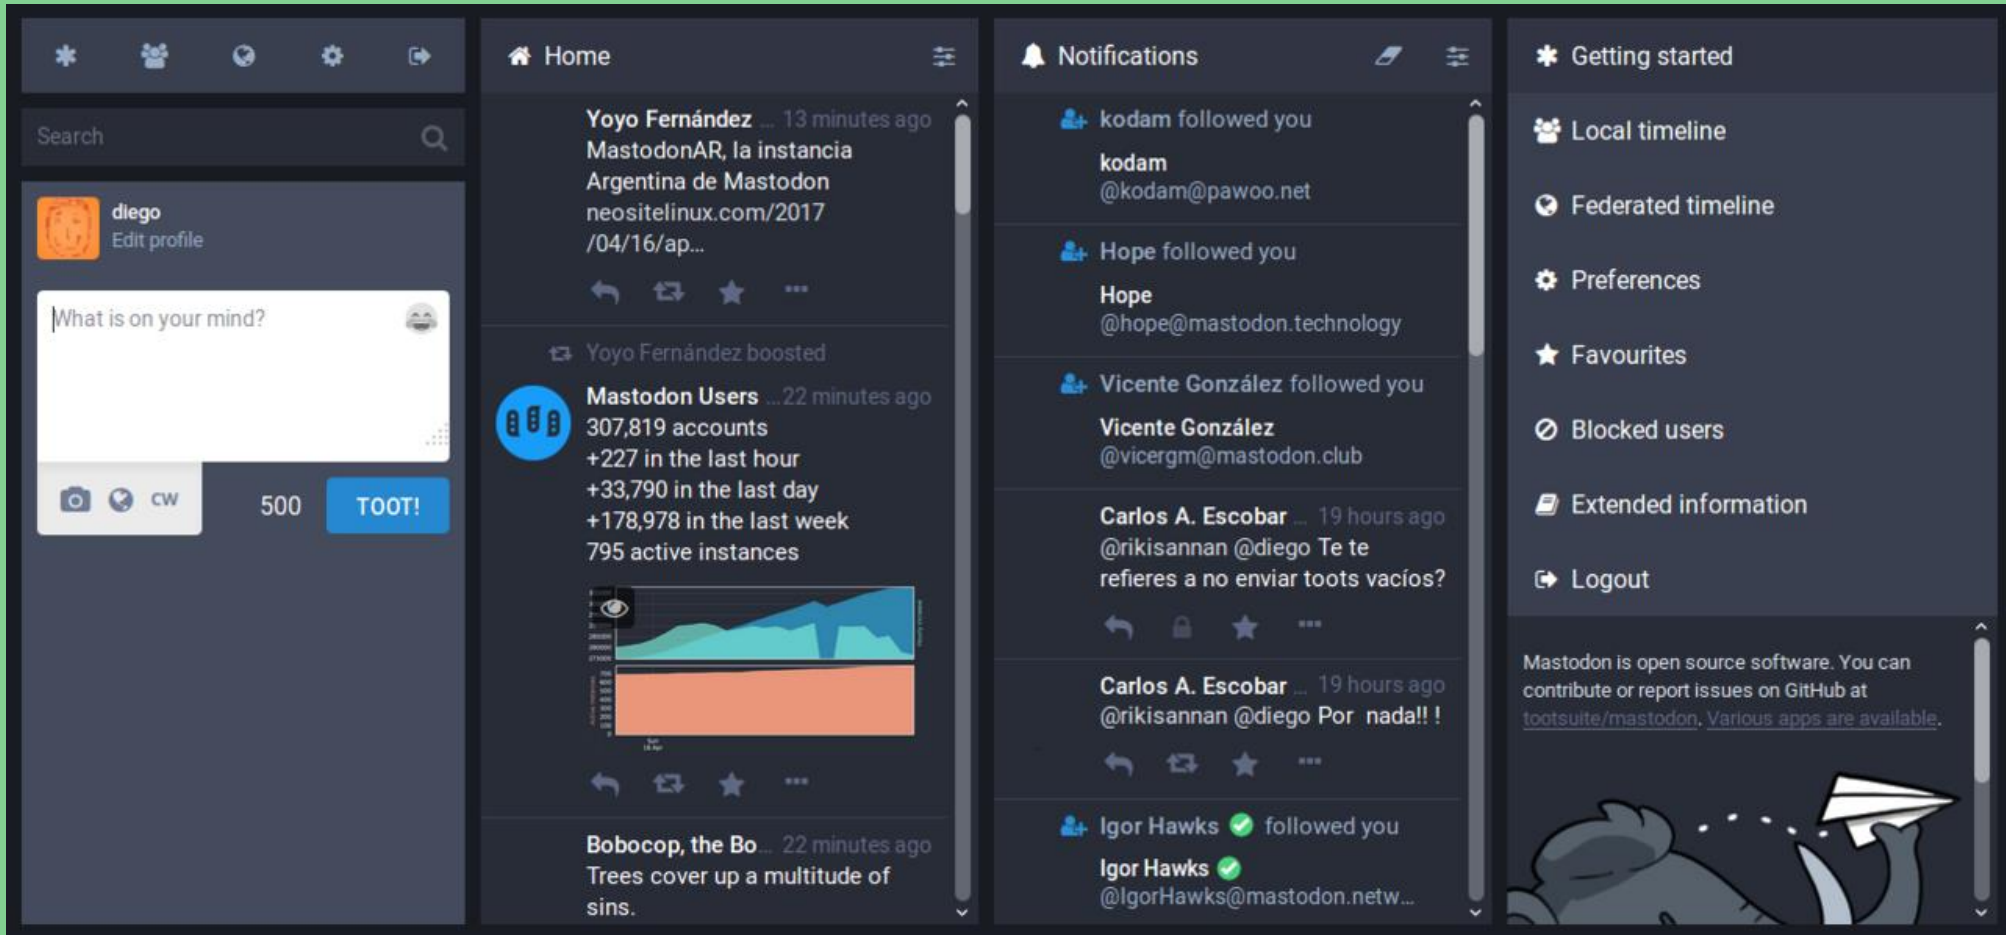 Search
diego
Edit profile
What is on your mind?
CW
500
TOOT!
Home
Yoyo Fernández ... 13 minutes ago
MastodonAR, la instancia
Argentina de Mastodon
neositelinux.com/2017
/04/16/ap...
Yoyo Fernández boosted
Mastodon Users ...22 minutes ago
307,819 accounts
+227 in the last hour
+33,790 in the last day
+178,978 in the last week
795 active instances
Bobocop, the Bo... 22 minutes ago
Trees cover up a multitude of
sins.
Notifications
kodam followed you
kodam
@kodam@pawoo.net
Hope followed you
Hope
@hope@mastodon.technology
Vicente González followed you
Vicente González
@vicergm@mastodon.club
Carlos A. Escobar ... 19 hours ago
@rikisannan @diego Te te
refieres a no enviar toots vacíos?
Carlos A. Escobar ... 19 hours ago
@rikisannan @diego Por nada!! !
Igor Hawks followed you
Igor Hawks
@IgorHawks@mastodon.netw...
Getting started
Local timeline
Federated timeline
Preferences
Favourites
Blocked users
Extended information
Logout
Mastodon is open source software. You can
contribute or report issues on GitHub at
tootsuite/mastodon. Various apps are available.